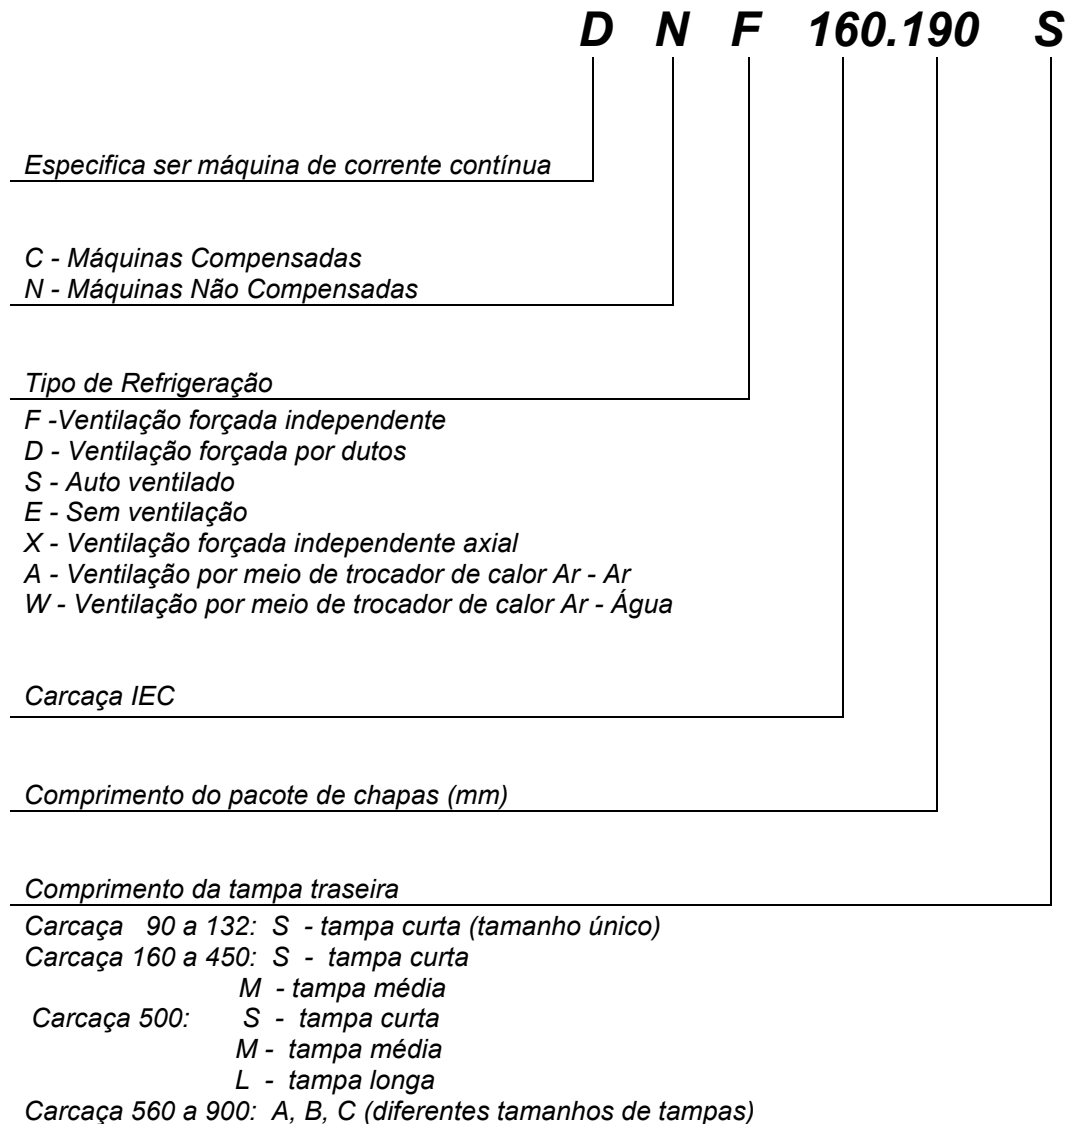 D N F 160.190 S
Especifica ser máquina de corrente contínua
C - Máquinas Compensadas
N - Máquinas Não Compensadas
Tipo de Refrigeração
F -Ventilação forçada independente
D - Ventilação forçada por dutos
S - Auto ventilado
E - Sem ventilação
X - Ventilação forçada independente axial
A - Ventilação por meio de trocador de calor Ar - Ar
W - Ventilação por meio de trocador de calor Ar - Água
Carcaça IEC
Comprimento do pacote de chapas (mm)
Comprimento da tampa traseira
Carcaça 90 a 132: S - tampa curta (tamanho único)
Carcaça 160 a 450: S - tampa curta
M - tampa média
Carcaça 500: S - tampa curta
M - tampa média
L - tampa longa
Carcaça 560 a 900: A, B, C (diferentes tamanhos de tampas)